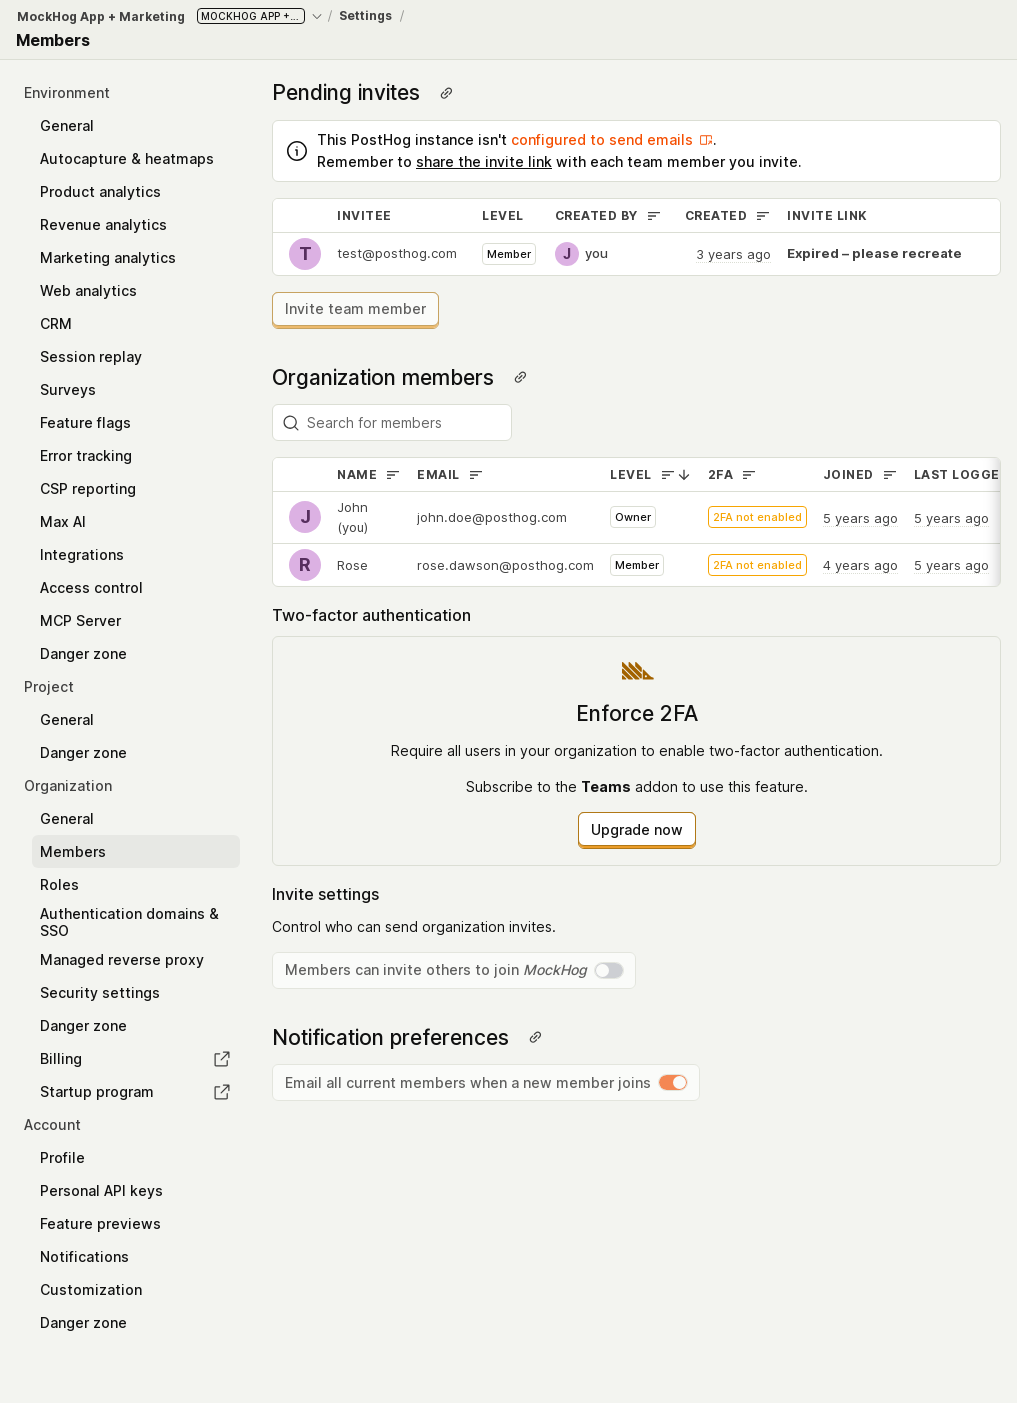 MockHog App + Marketing MOCKHOG APP +... / Settings /
Members
Environment
General
Autocapture & heatmaps
Product analytics
Revenue analytics
Marketing analytics
Web analytics
CRM
Session replay
Surveys
Feature flags
Error tracking
CSP reporting
Max AI
Integrations
Access control
MCP Server
Danger zone
Project
General
Danger zone
Organization
General
Members
Roles
Authentication domains &
SSO
Managed reverse proxy
Security settings
Danger zone
Billing
Startup program
Account
Profile
Personal API keys
Feature previews
Notifications
Customization
Danger zone
Pending invites
This PostHog instance isn't configured to send emails.
Remember to share the invite link with each team member you invite.
INVITEE LEVEL CREATED BY CREATED INVITE LINK
T test@posthog.com Member J you 3 years ago Expired – please recreate
Invite team member
Organization members
Search for members
NAME EMAIL LEVEL 2FA JOINED LAST LOGGE
J John (you) john.doe@posthog.com Owner 2FA not enabled 5 years ago 5 years ago
R Rose rose.dawson@posthog.com Member 2FA not enabled 4 years ago 5 years ago
Two-factor authentication
Enforce 2FA
Require all users in your organization to enable two-factor authentication.
Subscribe to the Teams addon to use this feature.
Upgrade now
Invite settings
Control who can send organization invites.
Members can invite others to join MockHog
Notification preferences
Email all current members when a new member joins